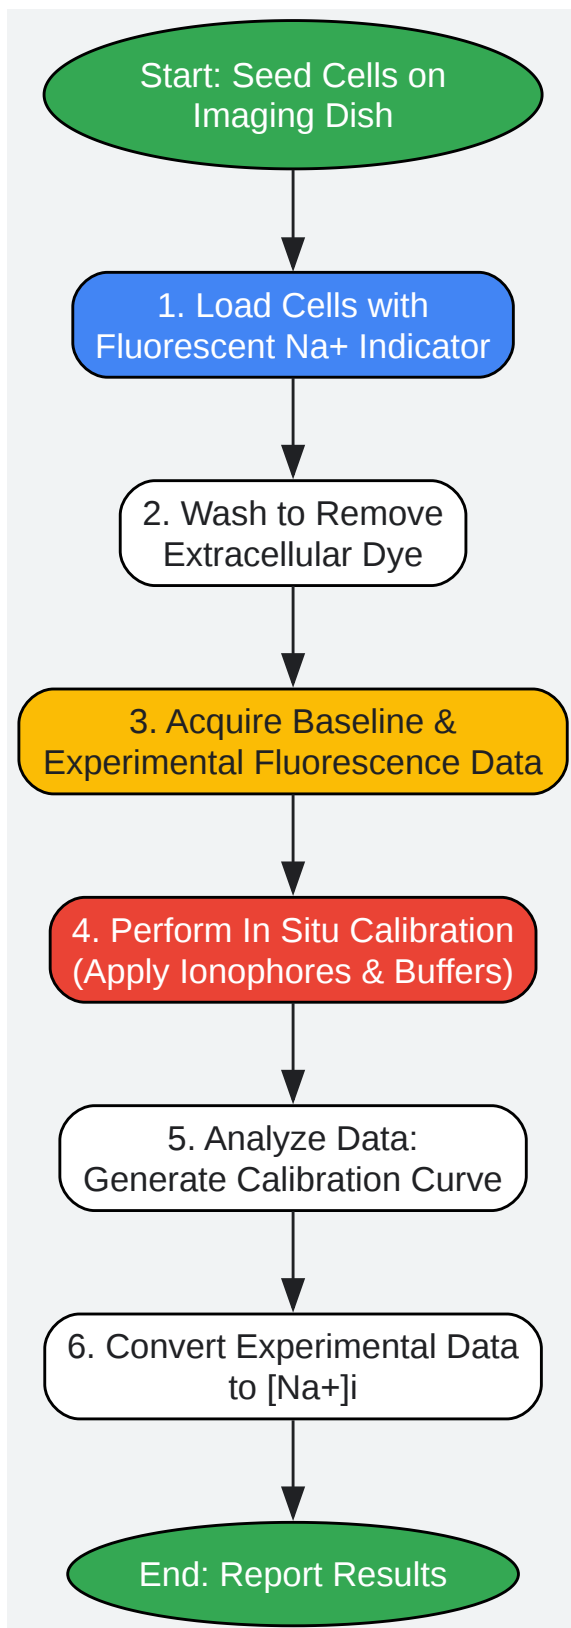 Start: Seed Cells on
Imaging Dish
1. Load Cells with
Fluorescent Na+ Indicator
2. Wash to Remove
Extracellular Dye
3. Acquire Baseline &
Experimental Fluorescence Data
4. Perform In Situ Calibration
(Apply Ionophores & Buffers)
5. Analyze Data:
Generate Calibration Curve
6. Convert Experimental Data
to [Na+]i
End: Report Results